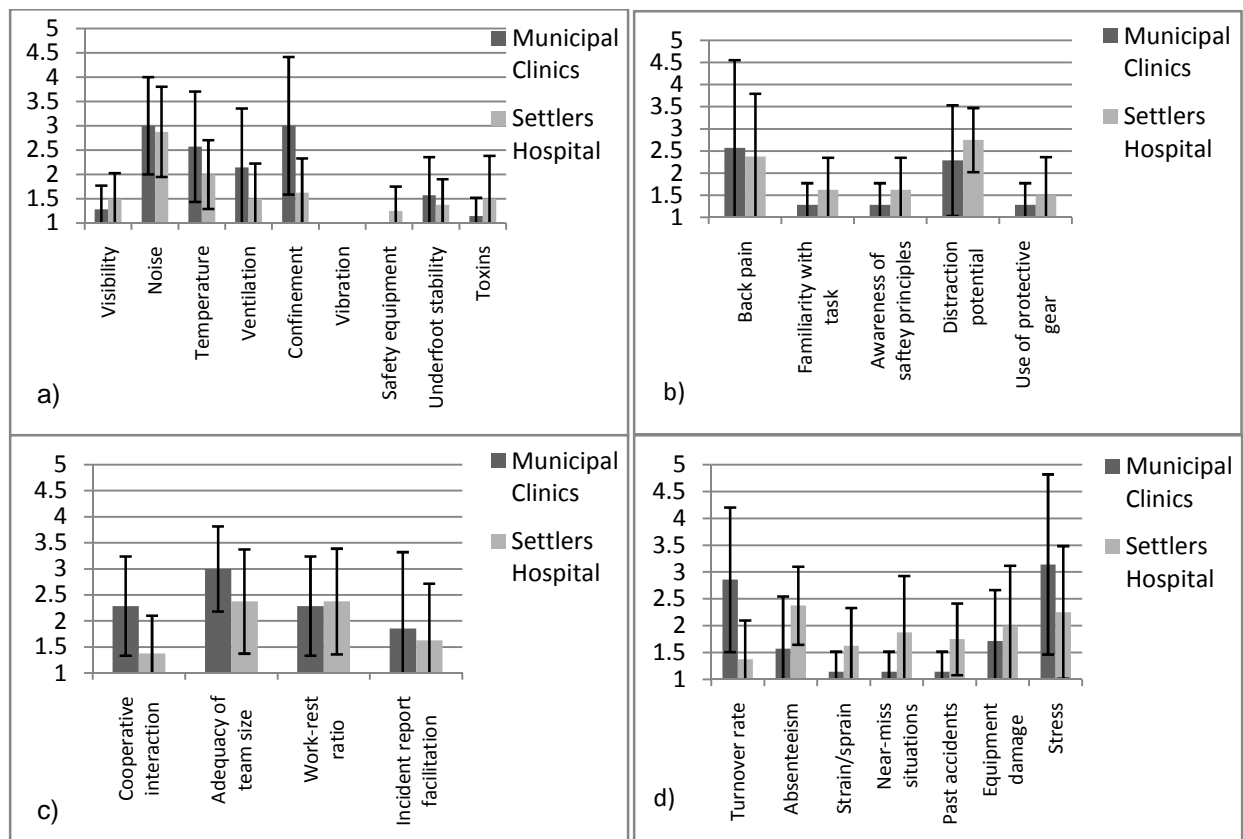 5
4.5
4
3.5
3
2.5
2
1.5
1
Municipal
Clinics
Settlers
Hospital
Visibility
Noise
Temperature
Ventilation
Confinement
Vibration
Safety equipment
Underfoot stability
Toxins
a)
5
4.5
4
3.5
3
2.5
2
1.5
1
Municipal
Clinics
Settlers
Hospital
Back pain
Familiarity with
task
Awareness of
saftey principles
Distraction
potential
Use of protective
gear
b)
5
4.5
4
3.5
3
2.5
2
1.5
1
Municipal
Clinics
Settlers
Hospital
Cooperative
interaction
Adequacy of
team size
Work-rest
ratio
Incident report
facilitation
c)
5
4.5
4
3.5
3
2.5
2
1.5
1
Municipal
Clinics
Settlers
Hospital
Turnover rate
Absenteeism
Strain/sprain
Near-miss
situations
Past accidents
Equipment
damage
Stress
d)